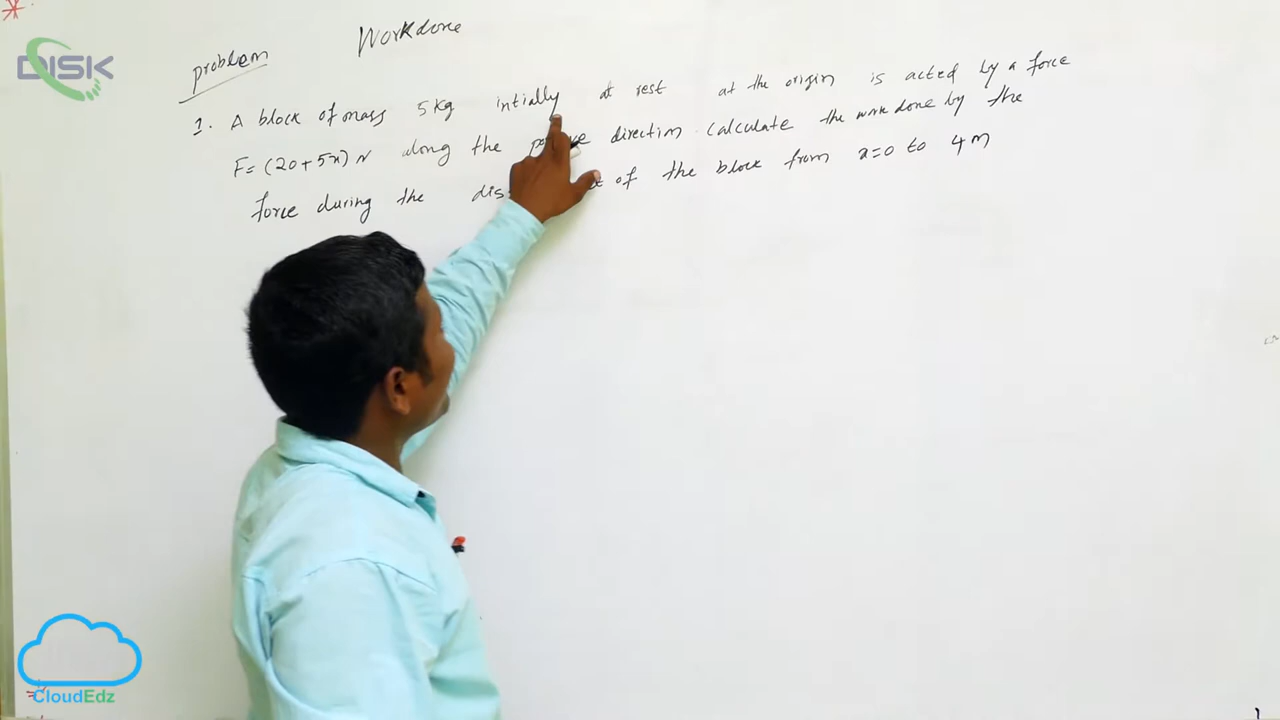 Workdone
problem
DISK
1. A block of mass 5kg intially at rest at the origin is acted by a force
F = (20+5x) N along the direction. calculate the work done by the
force during the of the block from x=0 to 4m
CloudEdz